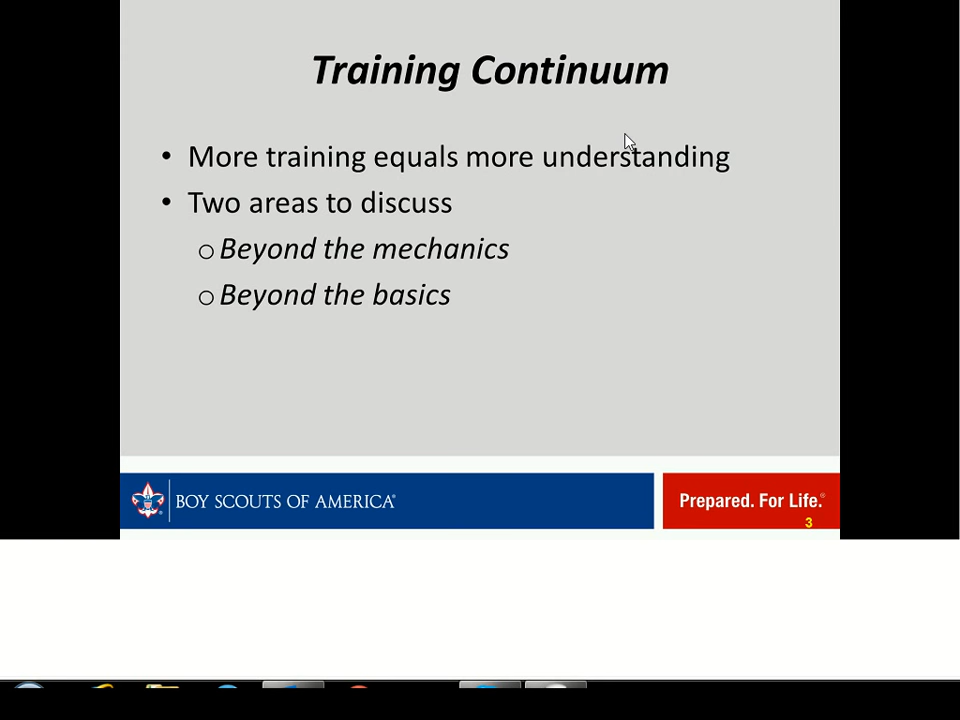 Training Continuum
• More training equals more understanding
• Two areas to discuss
o Beyond the mechanics
o Beyond the basics
BOY SCOUTS OF AMERICA®
Prepared. For Life.®
3